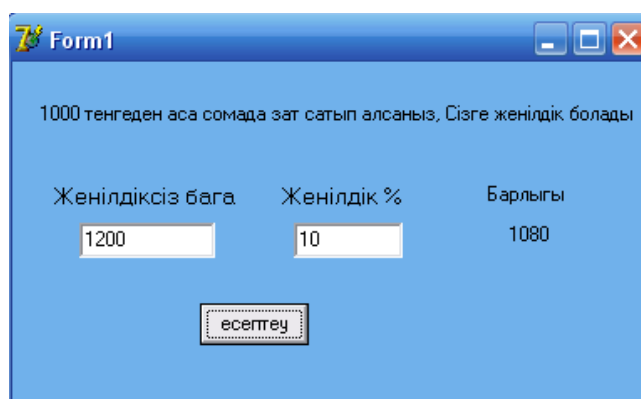 Form1
1000 тенгеден аса сомада зат сатып алсаныз, Сізге женілдік болады
Женілдіксіз бага Женілдік % Барлыгы
1200 10 1080
есептеу